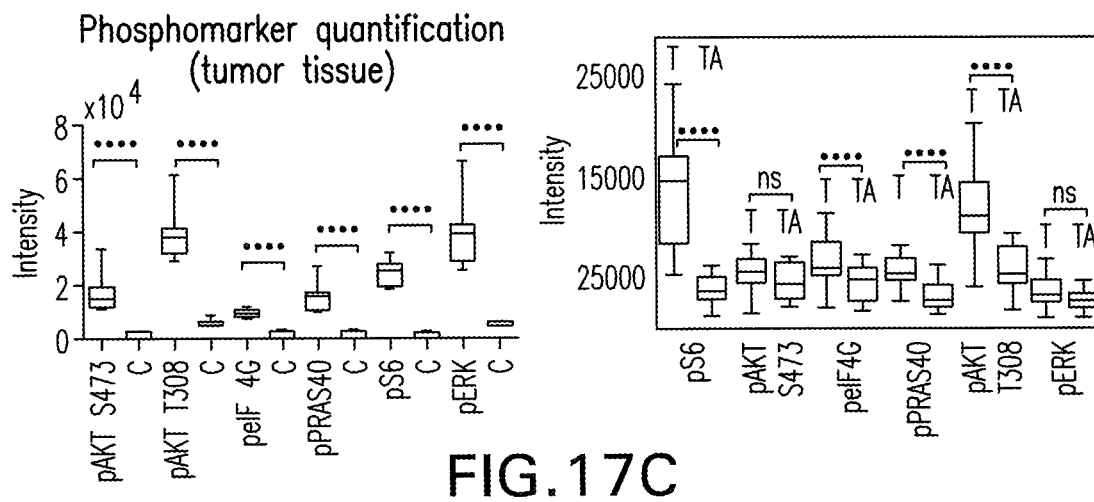 Phosphomarker quantification
(tumor tissue)
×10⁴
8
6
4
2
0
Intensity
•••• •••• •••• •••• •••• ••••
pAKT S473
C
pAKT T308
C
peIF 4G
C
pPRAS40
C
pS6
C
pERK
C
25000
15000
25000
Intensity
T TA
••••
ns
T TA
••••
T TA
••••
T TA
••••
T TA
ns
T TA
pS6
pAKT
S473
peIF4G
pPRAS40
pAKT
T308
pERK
FIG.17C